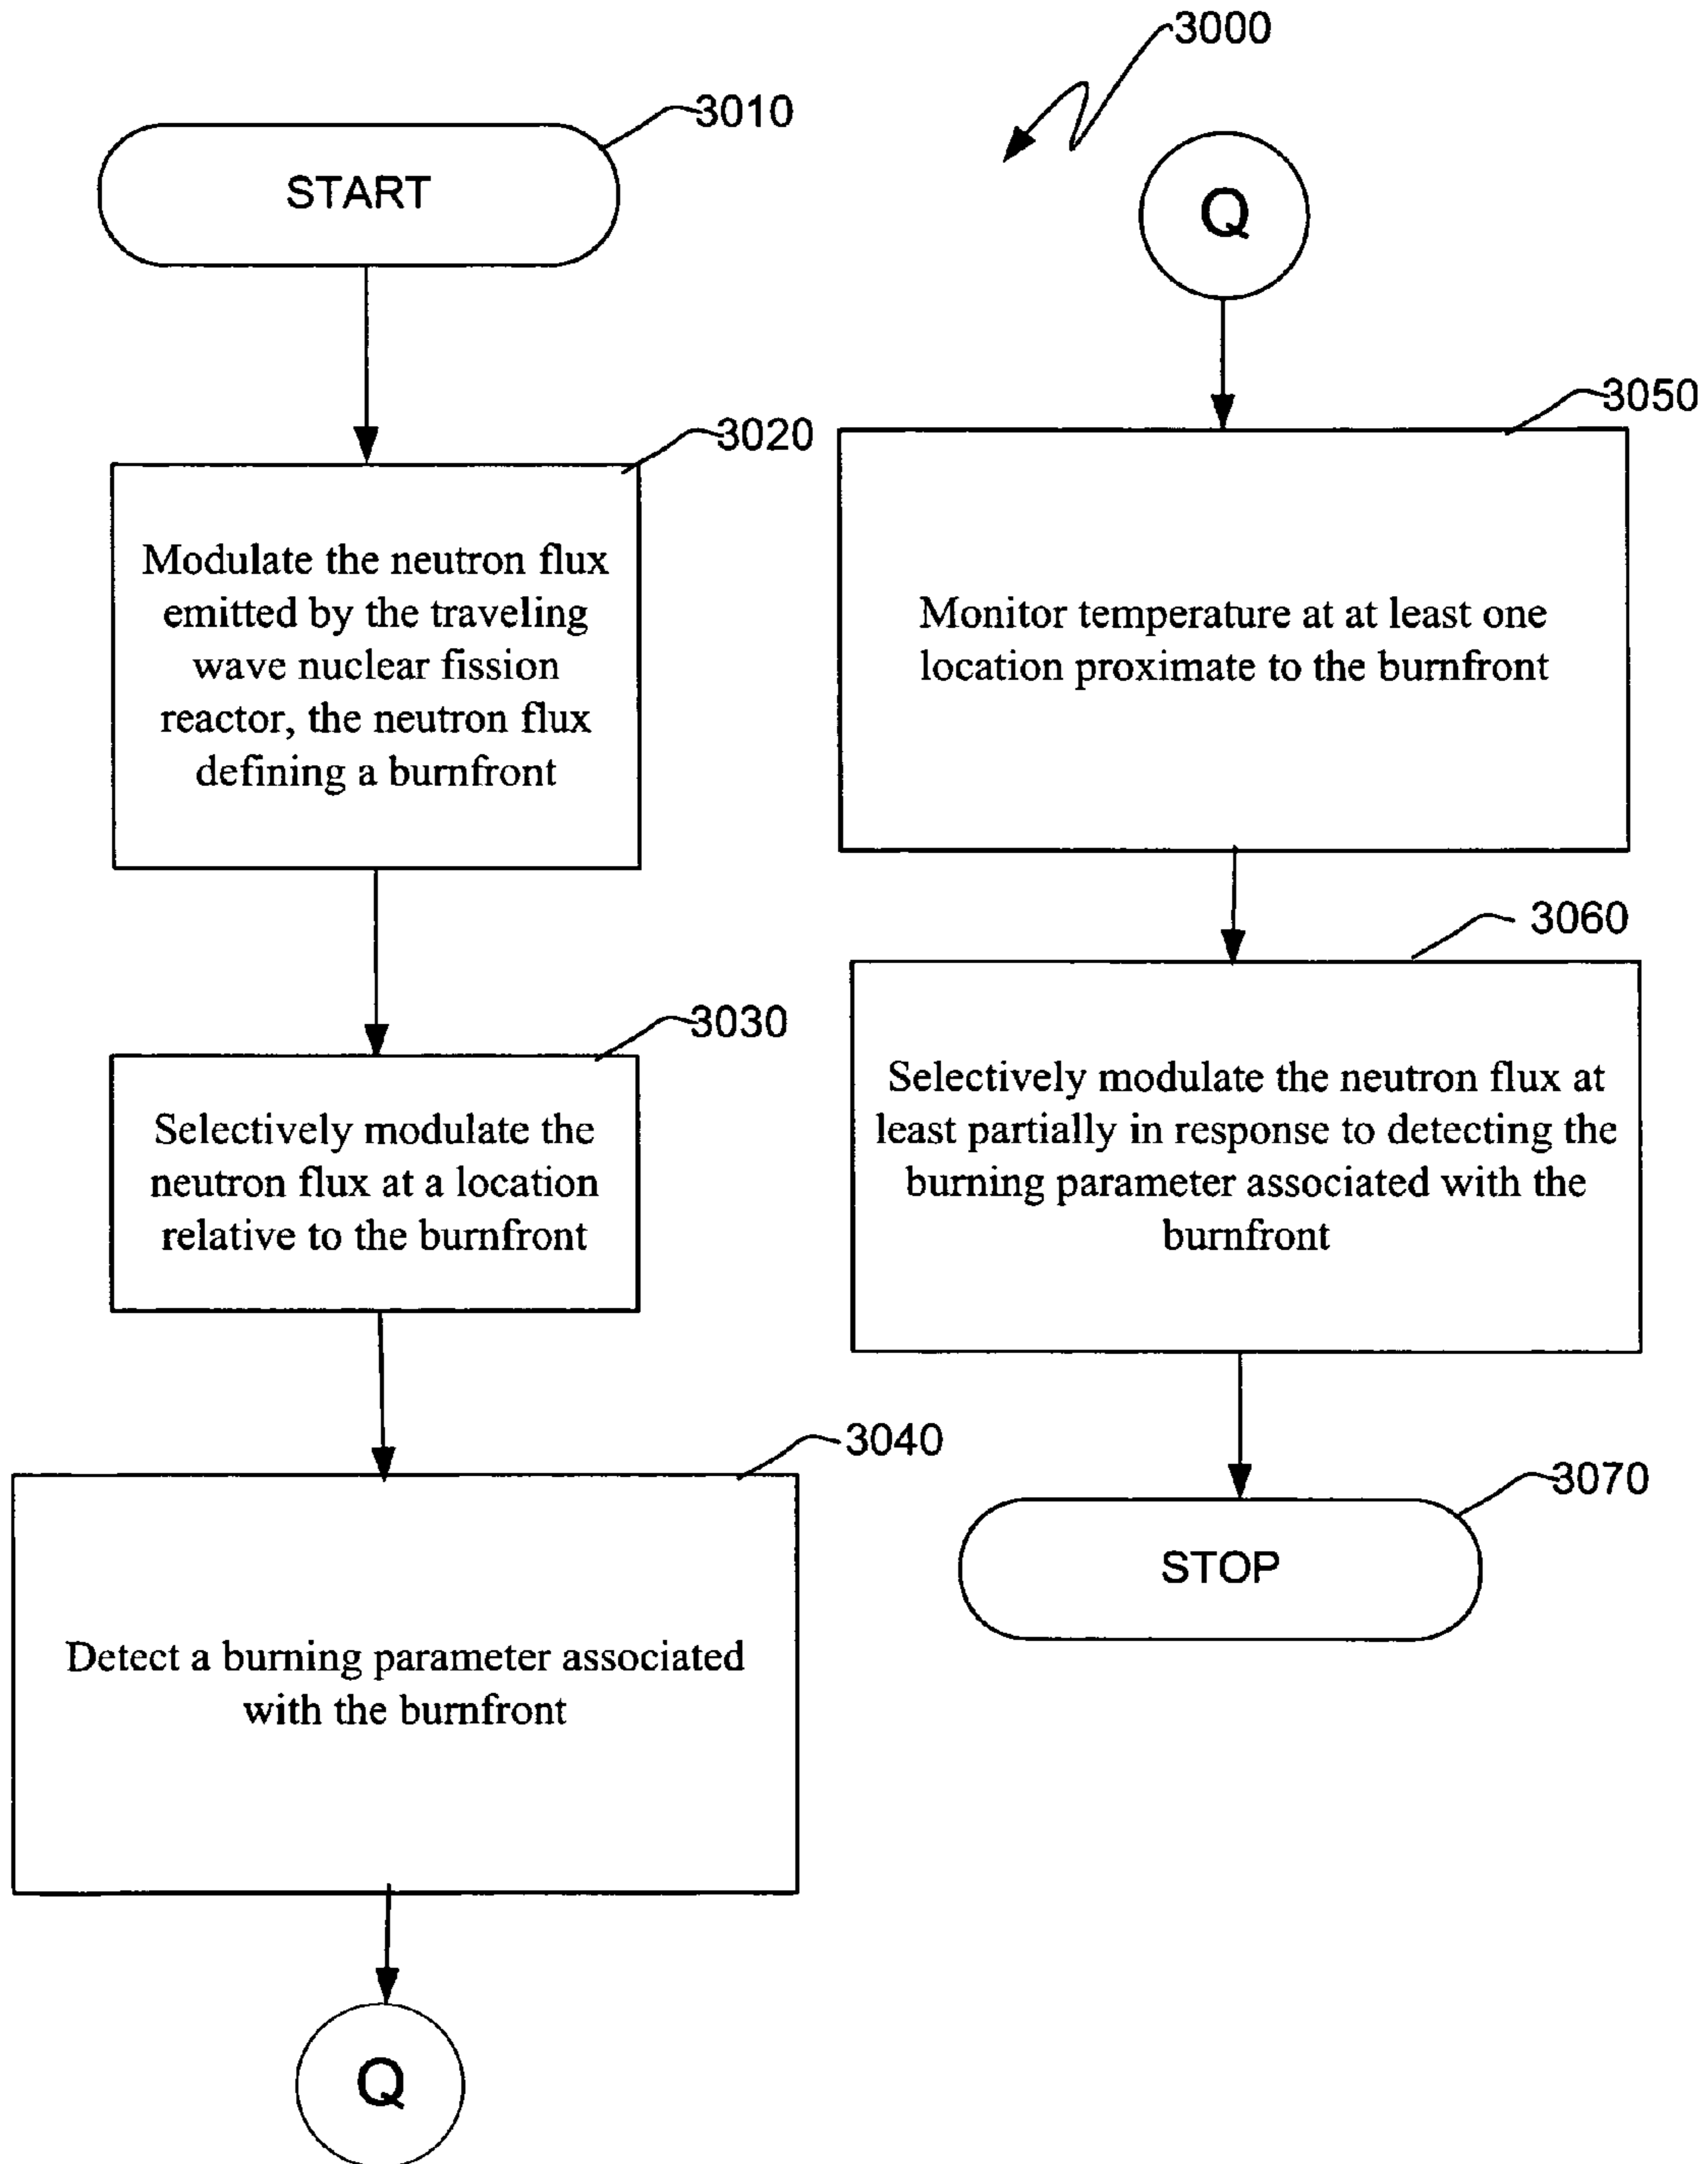 3000
3010
START
3020
Modulate the neutron flux
emitted by the traveling
wave nuclear fission
reactor, the neutron flux
defining a burnfront
3030
Selectively modulate the
neutron flux at a location
relative to the burnfront
3040
Detect a burning parameter associated
with the burnfront
Q
Q
3050
Monitor temperature at at least one
location proximate to the burnfront
3060
Selectively modulate the neutron flux at
least partially in response to detecting the
burning parameter associated with the
burnfront
3070
STOP